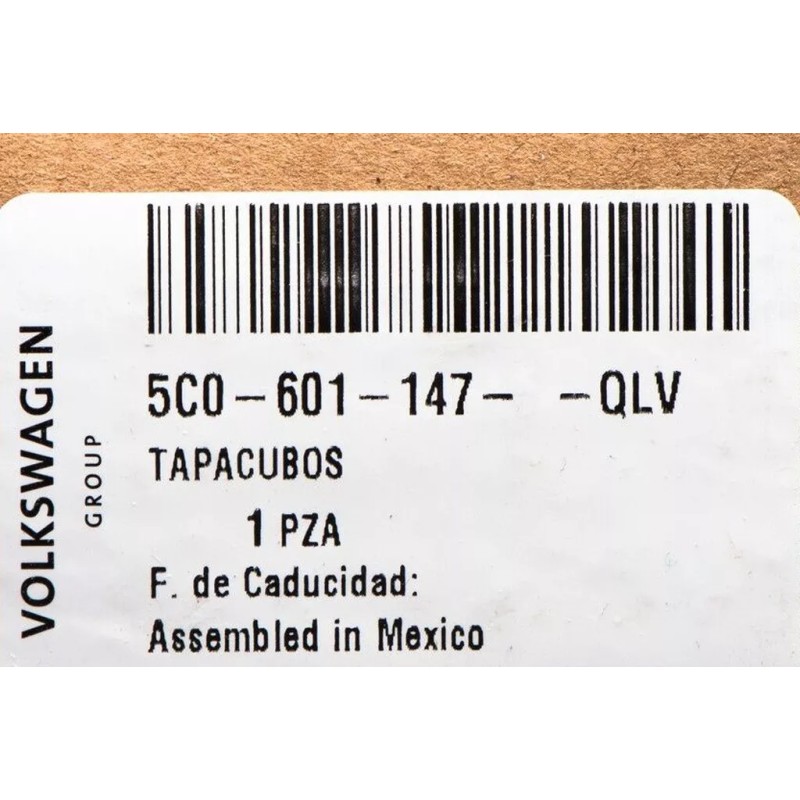 VOLKSWAGEN
GROUP
5C0-601-147- -QLV
TAPACUBOS
1 PZA
F. de Caducidad:
Assembled in Mexico